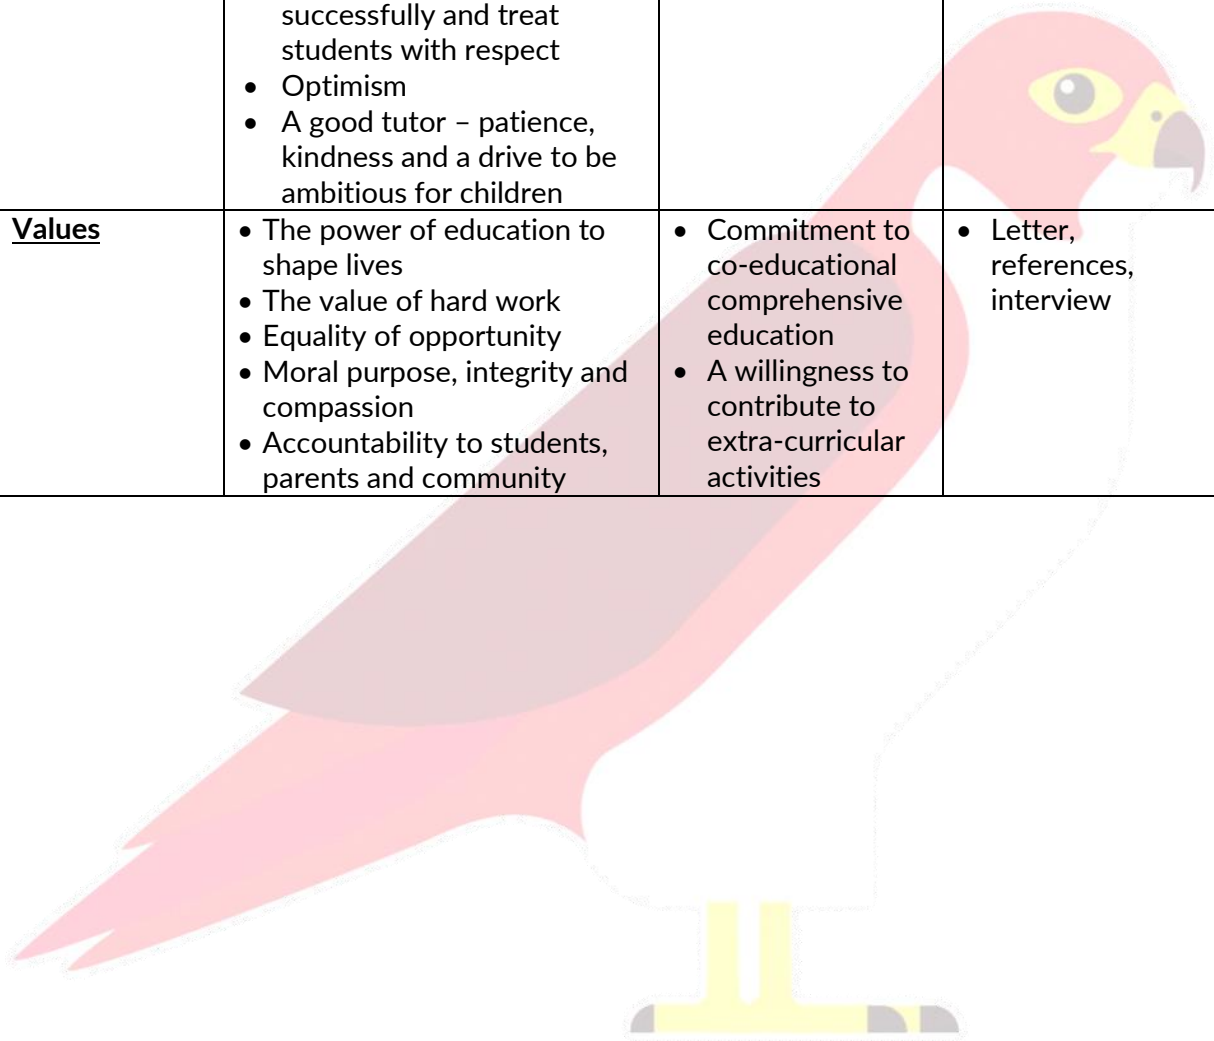 successfully and treat
students with respect
• Optimism
• A good tutor – patience,
kindness and a drive to be
ambitious for children
Values
• The power of education to
shape lives
• The value of hard work
• Equality of opportunity
• Moral purpose, integrity and
compassion
• Accountability to students,
parents and community
• Commitment to
co-educational
comprehensive
education
• A willingness to
contribute to
extra-curricular
activities
• Letter,
references,
interview